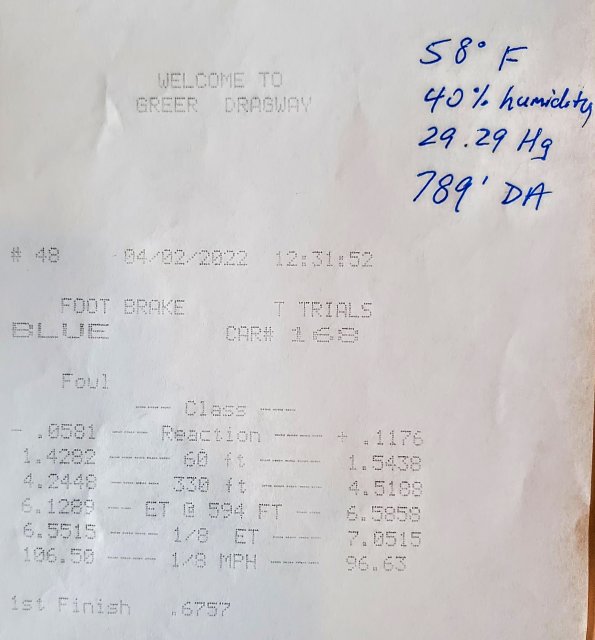 58° F
40% humidity
29.29 Hg
789' DA
WELCOME TO
GREER DRAGWAY
# 48 04/02/2022 12:31:52
FOOT BRAKE T TRIALS
BLUE CAR# 168
Foul
---- Class ----
- .0581 ---- Reaction ---- + .1176
1.4282 ---- 60 ft ---- 1.5438
4.2448 ---- 330 ft ---- 4.5188
6.1289 -- ET @ 594 FT -- 6.5859
6.5515 ---- 1/8 ET ---- 7.0515
106.50 ---- 1/8 MPH ---- 96.63
1st Finish .6757